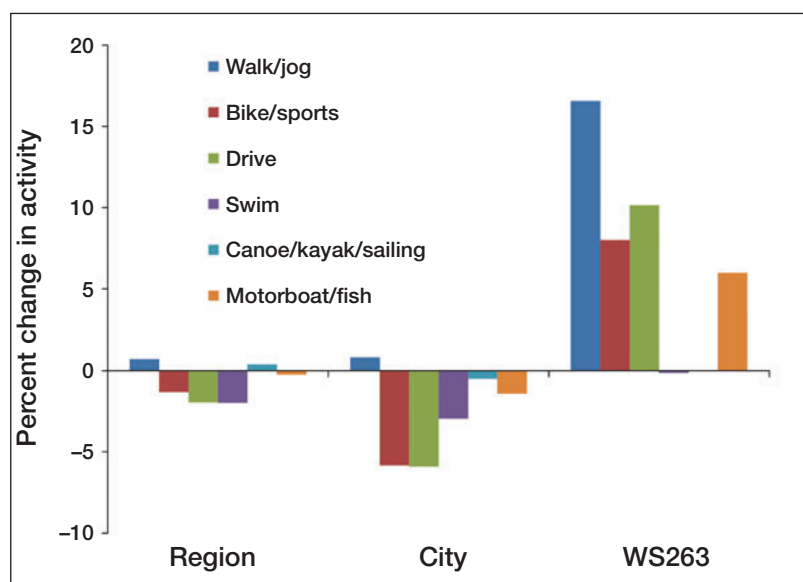 Percent change in activity
20
15
10
5
0
–5
–10
Walk/jog
Bike/sports
Drive
Swim
Canoe/kayak/sailing
Motorboat/fish
Region
City
WS263